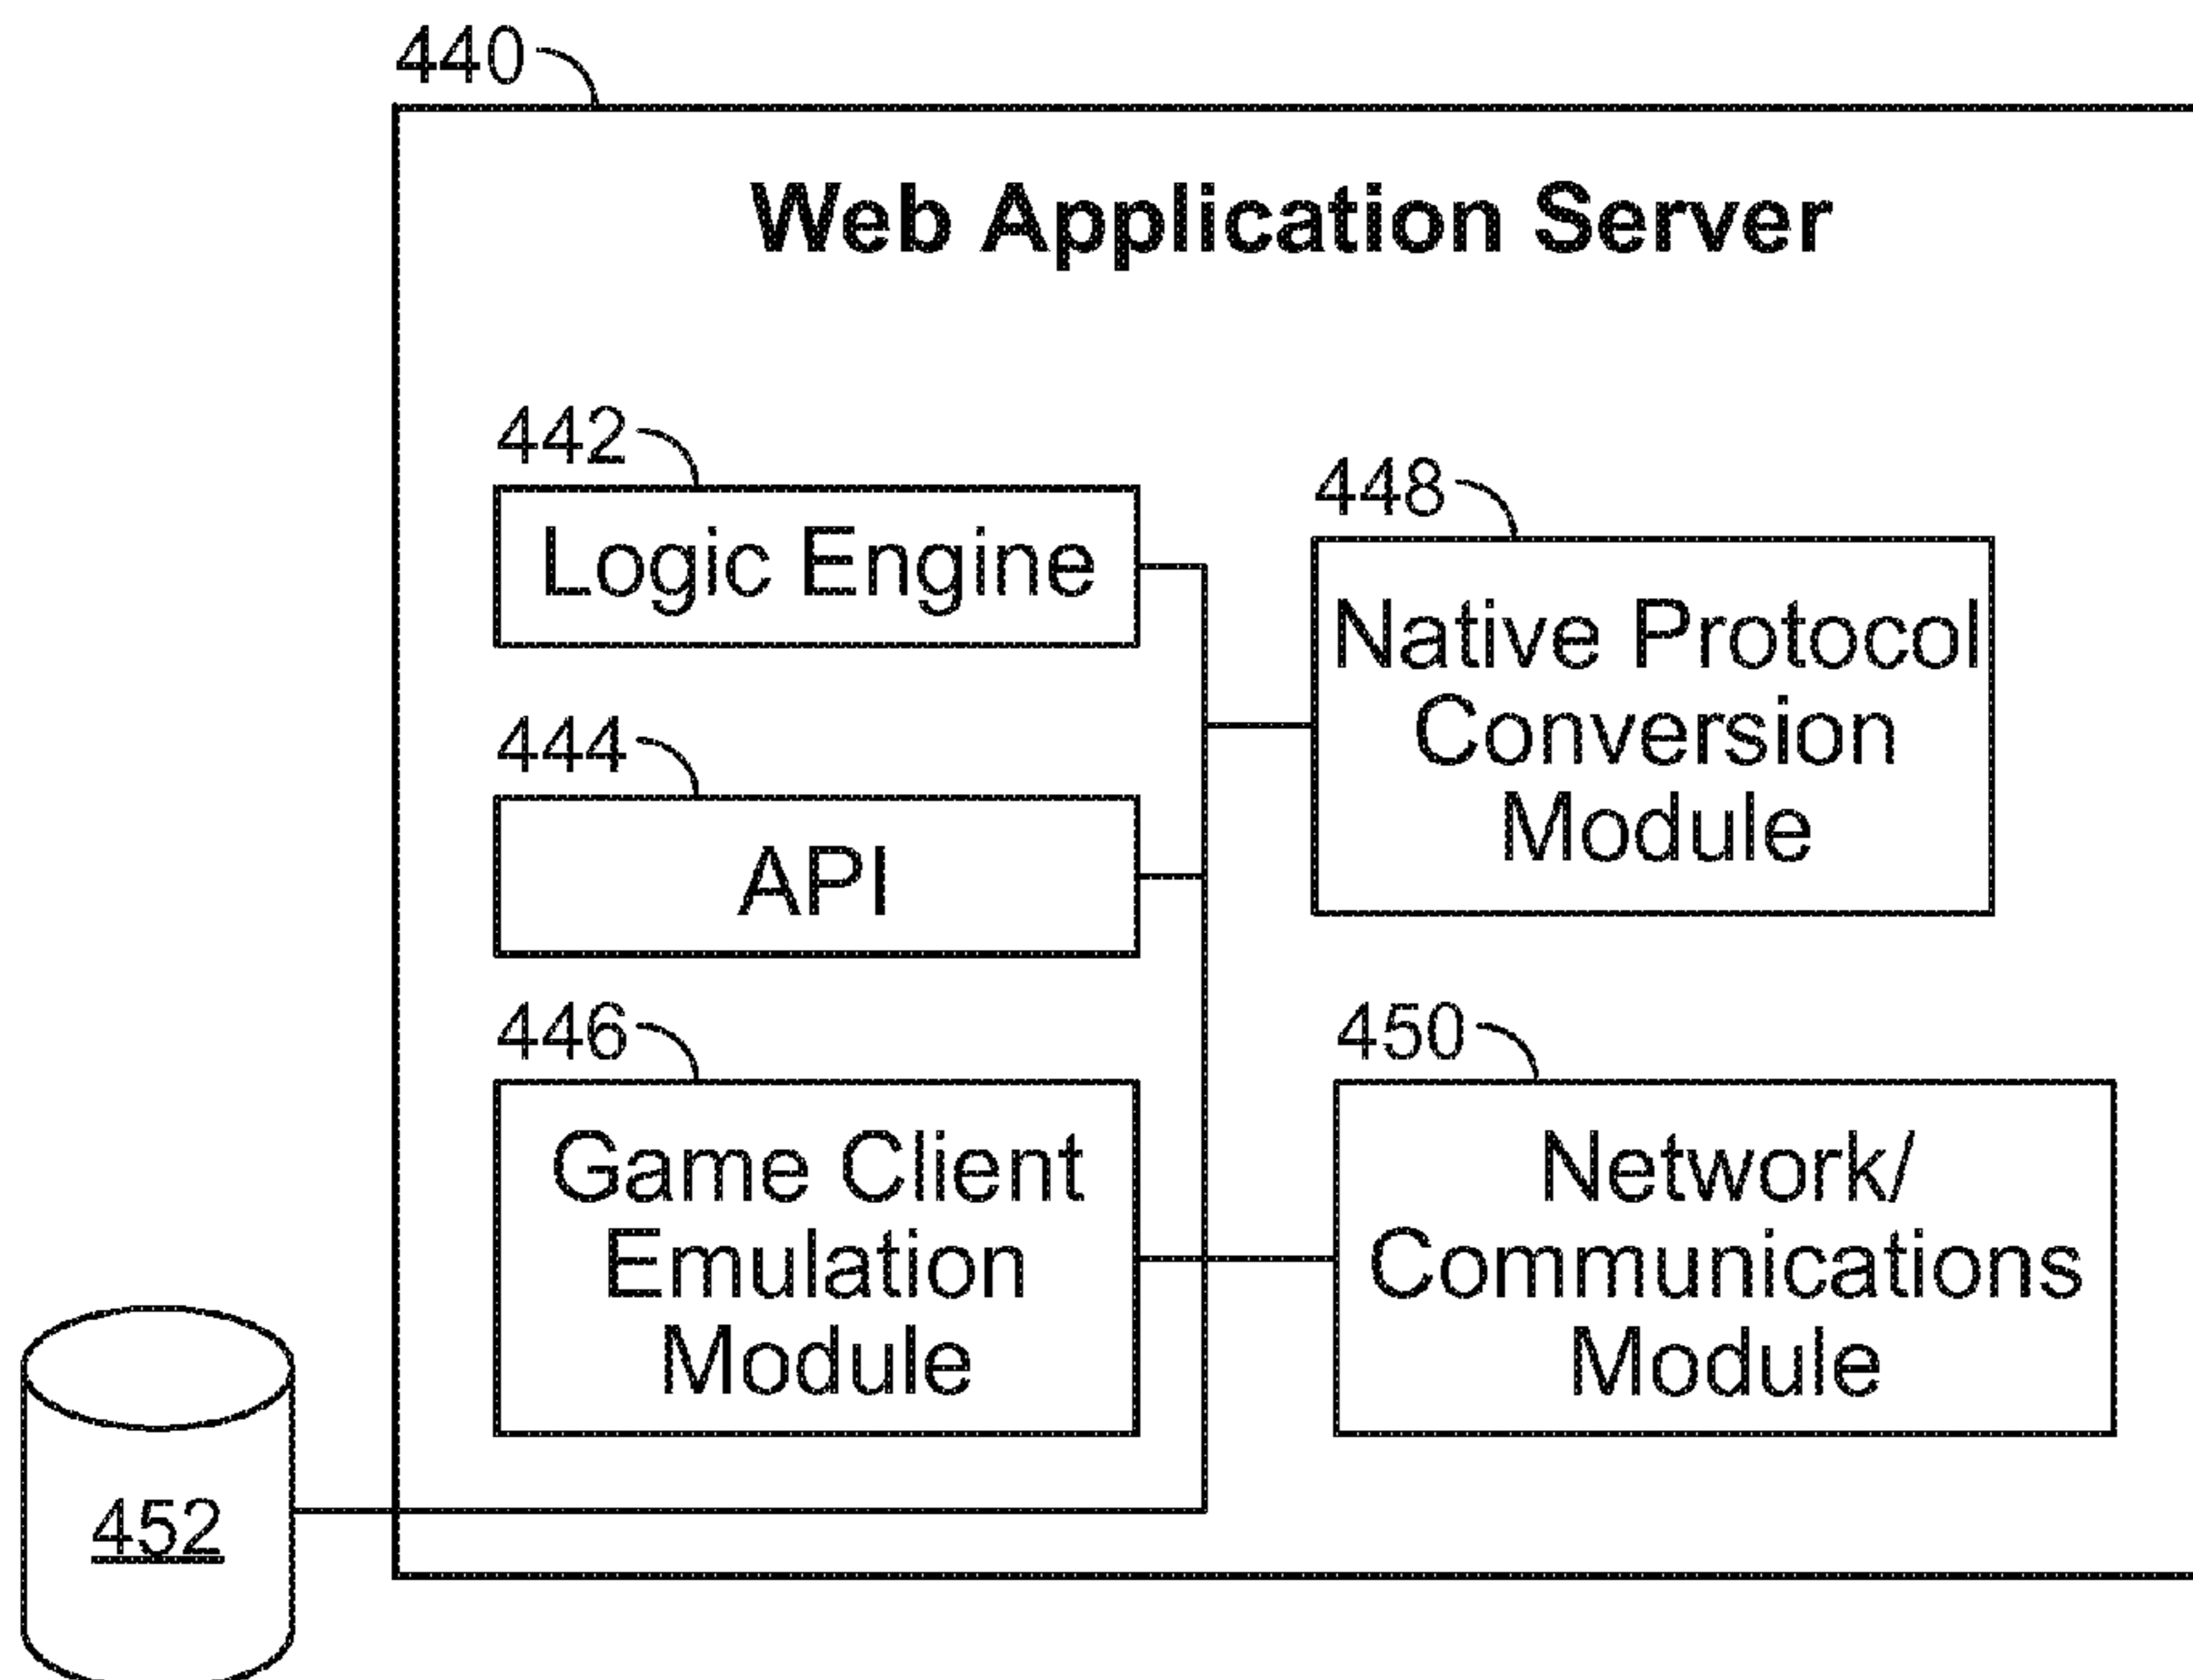 440
Web Application Server
442
Logic Engine
448
Native Protocol
Conversion
Module
444
API
446
Game Client
Emulation
Module
450
Network/
Communications
Module
452